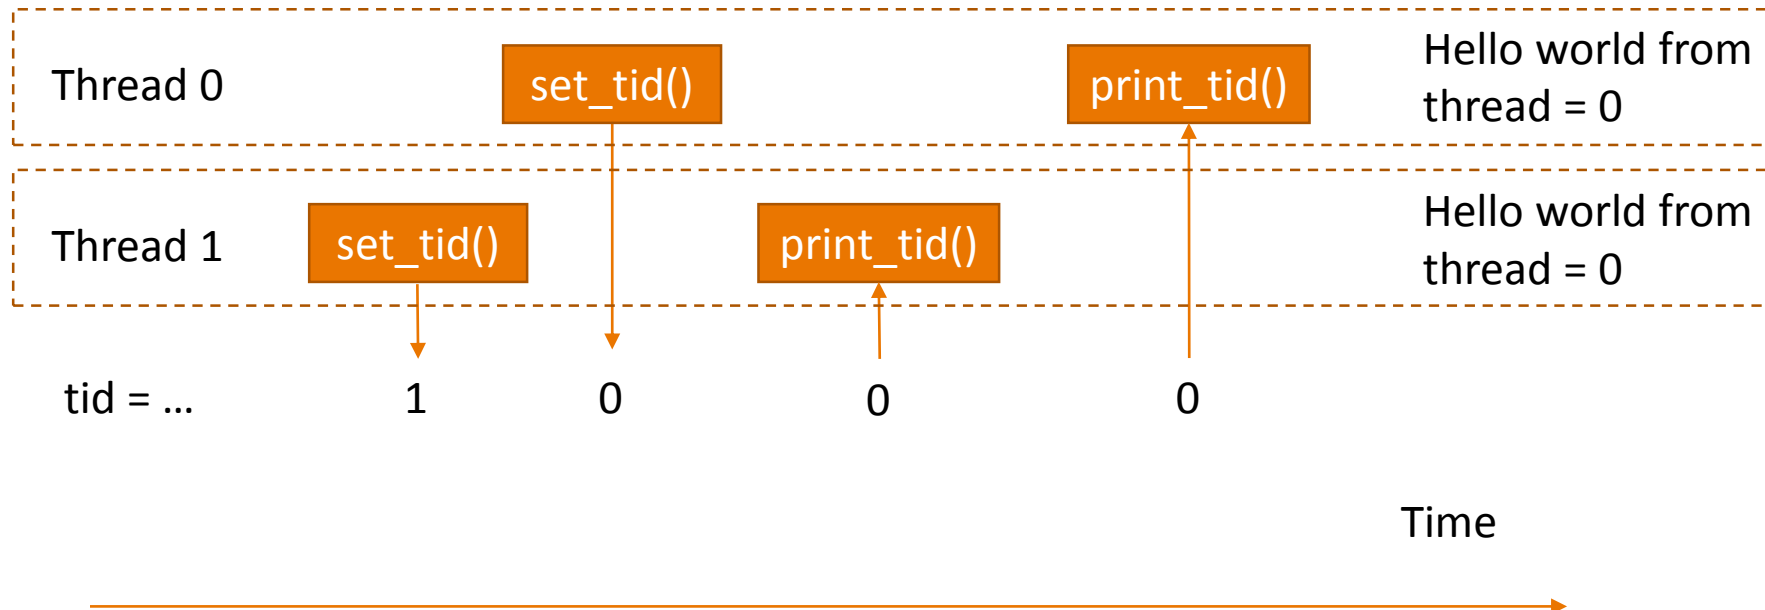 Thread 0
set_tid()
print_tid()
Hello world from
thread = 0
Thread 1
set_tid()
print_tid()
Hello world from
thread = 0
tid = ...
1
0
0
0
Time